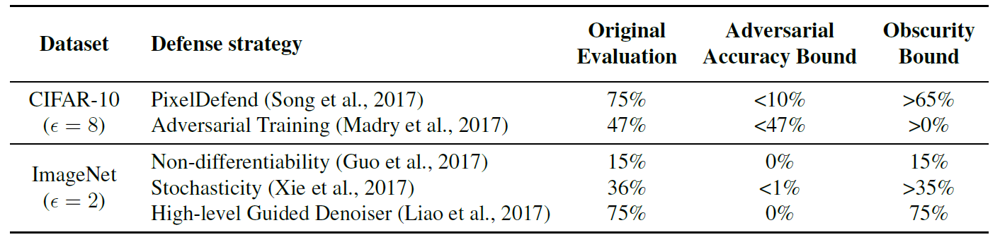 Dataset Defense strategy Original Evaluation Adversarial Accuracy Bound Obscurity Bound
CIFAR-10 (ϵ = 8) PixelDefend (Song et al., 2017) 75% <10% >65%
Adversarial Training (Madry et al., 2017) 47% <47% >0%
ImageNet (ϵ = 2) Non-differentiability (Guo et al., 2017) 15% 0% 15%
Stochasticity (Xie et al., 2017) 36% <1% >35%
High-level Guided Denoiser (Liao et al., 2017) 75% 0% 75%